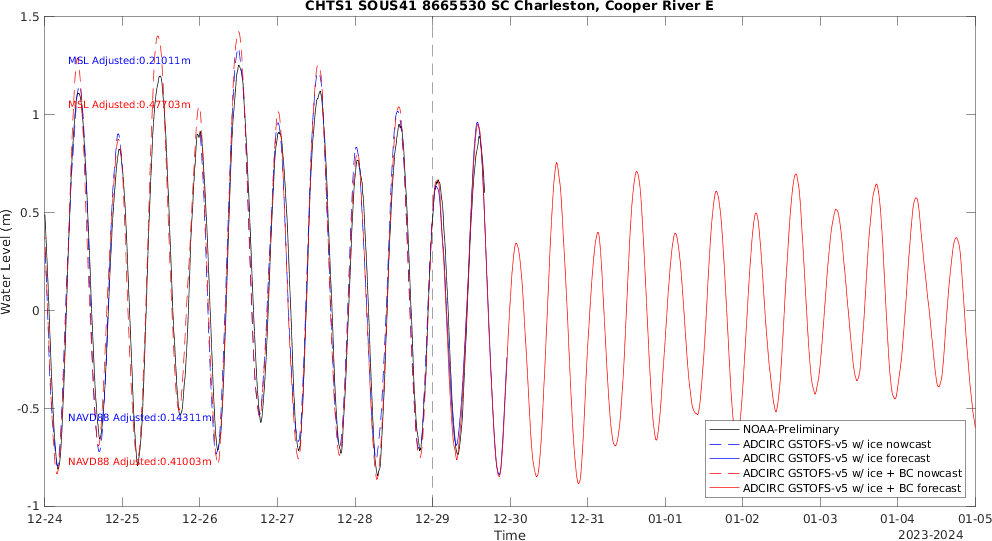 CHTS1 SOUS41 8665530 SC Charleston, Cooper River E
1.5
1
0.5
0
-0.5
-1
Water Level (m)
MSL Adjusted:0.21011m
MSL Adjusted:0.47703m
NAVD88 Adjusted:0.14311m
NAVD88 Adjusted:0.41003m
NOAA-Preliminary
ADCIRC GSTOFS-v5 w/ ice nowcast
ADCIRC GSTOFS-v5 w/ ice forecast
ADCIRC GSTOFS-v5 w/ ice + BC nowcast
ADCIRC GSTOFS-v5 w/ ice + BC forecast
12-24 12-25 12-26 12-27 12-28 12-29 12-30 12-31 01-01 01-02 01-03 01-04 01-05
Time
2023-2024